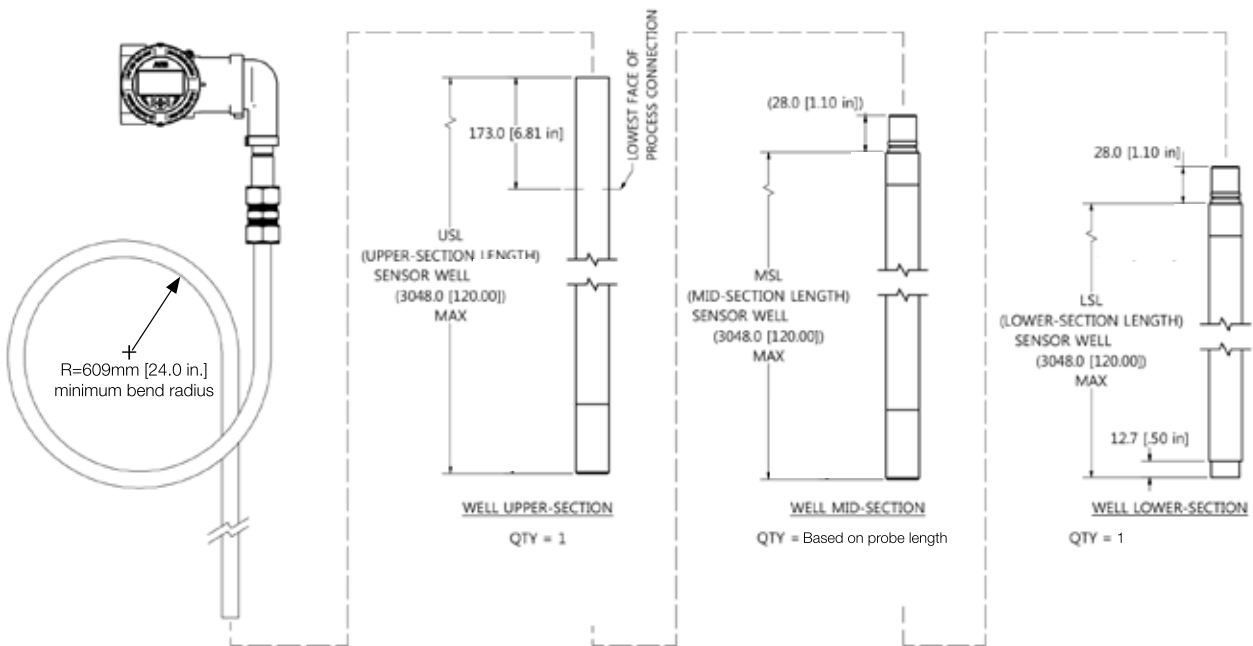 R=609mm [24.0 in.]
minimum bend radius
173.0 [6.81 in]
LOWEST FACE OF
PROCESS CONNECTION
USL
(UPPER-SECTION LENGTH)
SENSOR WELL
(3048.0 [120.00])
MAX
WELL UPPER-SECTION
QTY = 1
(28.0 [1.10 in])
MSL
(MID-SECTION LENGTH)
SENSOR WELL
(3048.0 [120.00])
MAX
WELL MID-SECTION
QTY = Based on probe length
28.0 [1.10 in]
LSL
(LOWER-SECTION LENGTH)
SENSOR WELL
(3048.0 [120.00])
MAX
12.7 [.50 in]
WELL LOWER-SECTION
QTY = 1